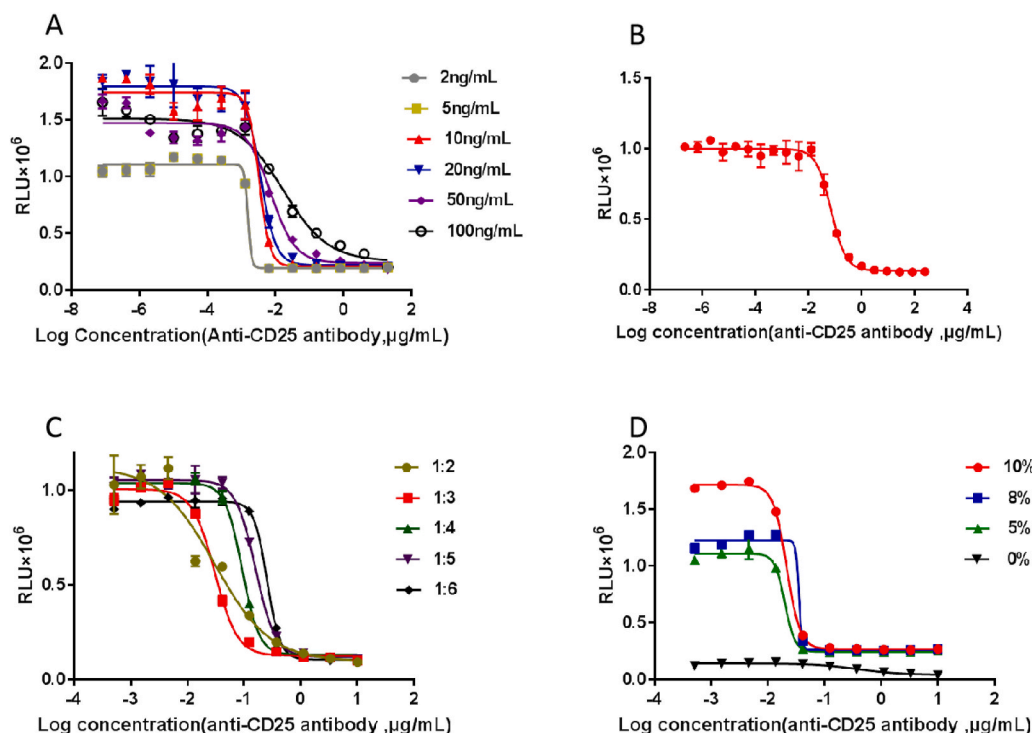 A
2.0
1.5
1.0
0.5
0.0
RLU×10⁶
-8
-6
-4
-2
0
2
Log Concentration(Anti-CD25 antibody,μg/mL)
2ng/mL
5ng/mL
10ng/mL
20ng/mL
50ng/mL
100ng/mL
B
1.5
1.0
0.5
0.0
RLU×10⁶
-8
-6
-4
-2
0
2
4
Log concentration(anti-CD25 antibody ,μg/mL)
C
1.0
0.5
0.0
RLU×10⁶
-4
-3
-2
-1
0
1
2
Log concentration(anti-CD25 antibody ,μg/mL)
1:2
1:3
1:4
1:5
1:6
D
2.0
1.5
1.0
0.5
0.0
RLU×10⁶
-4
-3
-2
-1
0
1
2
Log concentration(anti-CD25 antibody ,μg/mL)
10%
8%
5%
0%